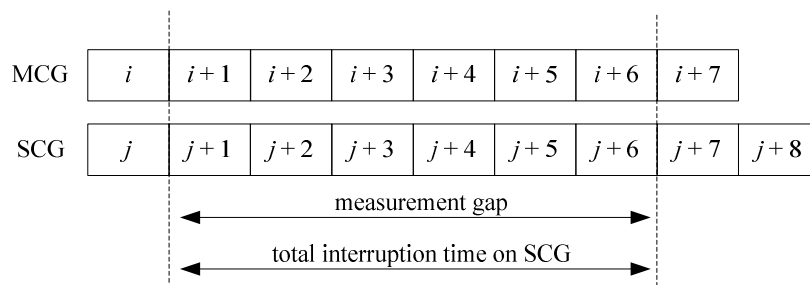 MCG i i + 1 i + 2 i + 3 i + 4 i + 5 i + 6 i + 7
SCG j j + 1 j + 2 j + 3 j + 4 j + 5 j + 6 j + 7 j + 8
measurement gap
total interruption time on SCG